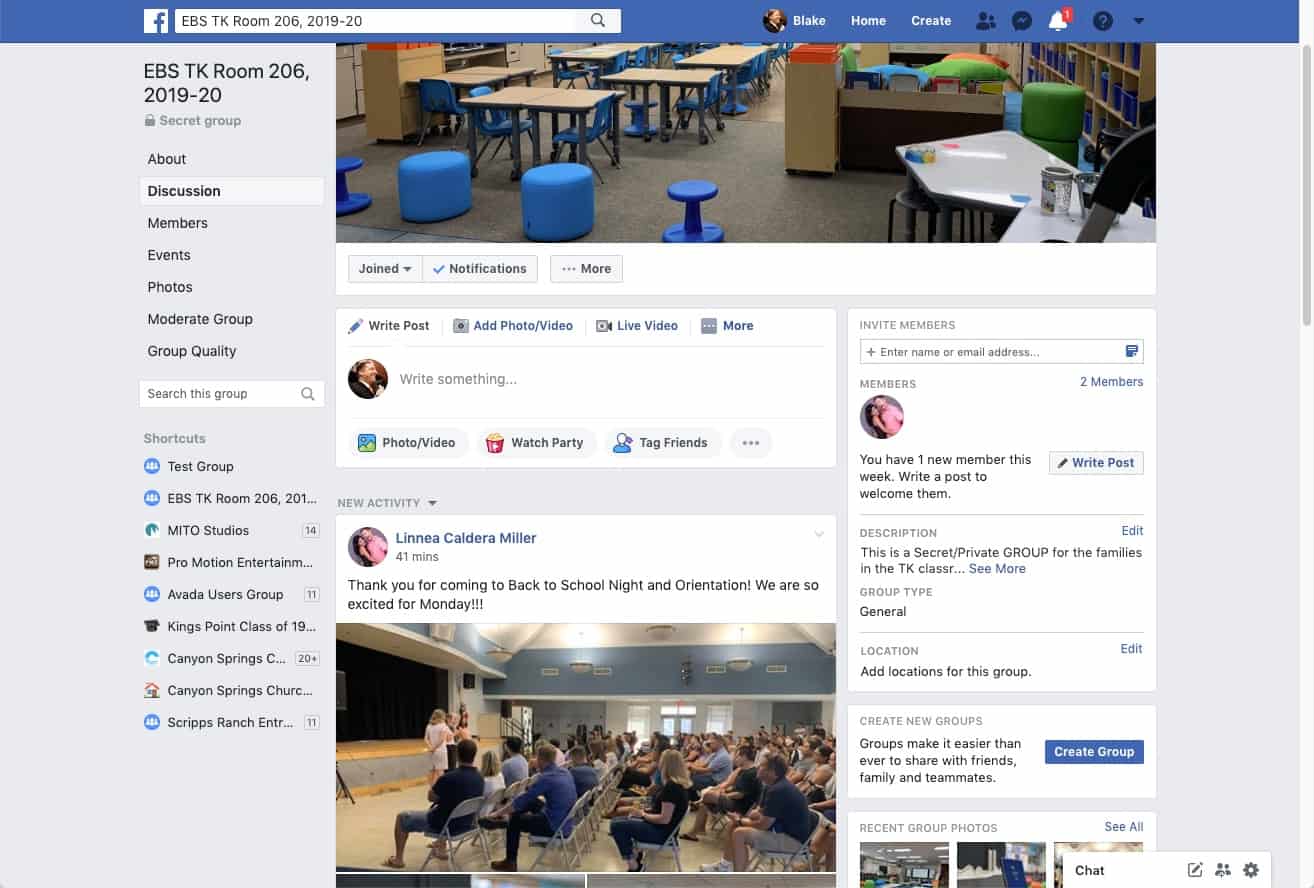 EBS TK Room 206, 2019-20
Blake
Home
Create
1
EBS TK Room 206,
2019-20
Secret group
About
Discussion
Members
Events
Photos
Moderate Group
Group Quality
Search this group
Shortcuts
Test Group
EBS TK Room 206, 201...
MITO Studios 14
Pro Motion Entertainm...
Avada Users Group 11
Kings Point Class of 19...
Canyon Springs C... 20+
Canyon Springs Churc...
Scripps Ranch Entr... 11
Joined
Notifications
More
Write Post
Add Photo/Video
Live Video
More
Write something...
Photo/Video
Watch Party
Tag Friends
NEW ACTIVITY
Linnea Caldera Miller
41 mins
Thank you for coming to Back to School Night and Orientation! We are so
excited for Monday!!!
INVITE MEMBERS
+ Enter name or email address...
MEMBERS
2 Members
You have 1 new member this
week. Write a post to
welcome them.
Write Post
DESCRIPTION
Edit
This is a Secret/Private GROUP for the families
in the TK classr... See More
GROUP TYPE
General
LOCATION
Edit
Add locations for this group.
CREATE NEW GROUPS
Groups make it easier than
ever to share with friends,
family and teammates.
Create Group
RECENT GROUP PHOTOS
See All
Chat